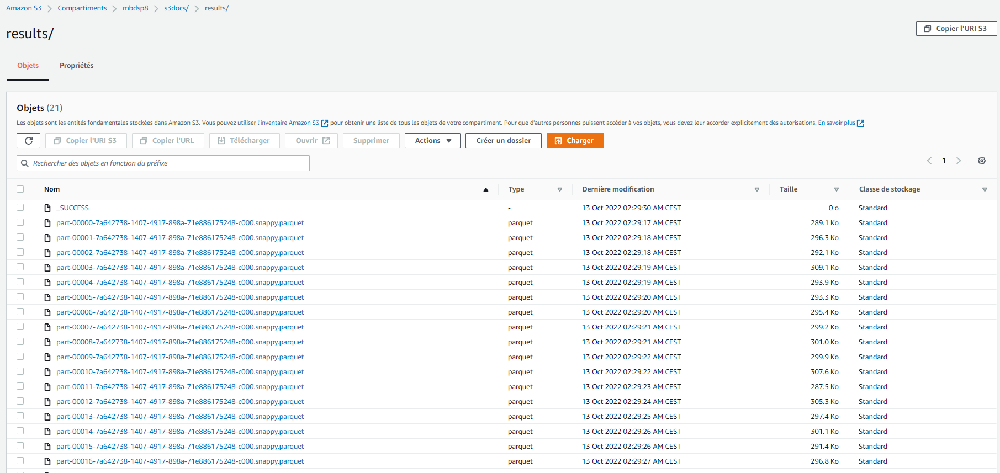 Amazon S3 > Compartiments > mbdsp8 > s3docs/ > results/
results/
Copier l'URI S3
Objets Propriétés
Objets (21)
Les objets sont les entités fondamentales stockées dans Amazon S3. Vous pouvez utiliser l'inventaire Amazon S3 pour obtenir une liste de tous les objets de votre compartiment. Pour que d'autres personnes puissent accéder à vos objets, vous devez leur accorder explicitement des autorisations. En savoir plus
Copier l'URI S3 Copier l'URL Télécharger Ouvrir Supprimer Actions Créer un dossier Charger
Rechercher des objets en fonction du préfixe
1
Nom Type Dernière modification Taille Classe de stockage
_SUCCESS - 13 Oct 2022 02:29:30 AM CEST 0 o Standard
part-00000-7a642738-1407-4917-898a-71e886175248-c000.snappy.parquet parquet 13 Oct 2022 02:29:17 AM CEST 289.1 Ko Standard
part-00001-7a642738-1407-4917-898a-71e886175248-c000.snappy.parquet parquet 13 Oct 2022 02:29:18 AM CEST 296.3 Ko Standard
part-00002-7a642738-1407-4917-898a-71e886175248-c000.snappy.parquet parquet 13 Oct 2022 02:29:18 AM CEST 292.1 Ko Standard
part-00003-7a642738-1407-4917-898a-71e886175248-c000.snappy.parquet parquet 13 Oct 2022 02:29:19 AM CEST 309.1 Ko Standard
part-00004-7a642738-1407-4917-898a-71e886175248-c000.snappy.parquet parquet 13 Oct 2022 02:29:19 AM CEST 293.9 Ko Standard
part-00005-7a642738-1407-4917-898a-71e886175248-c000.snappy.parquet parquet 13 Oct 2022 02:29:20 AM CEST 293.3 Ko Standard
part-00006-7a642738-1407-4917-898a-71e886175248-c000.snappy.parquet parquet 13 Oct 2022 02:29:20 AM CEST 295.4 Ko Standard
part-00007-7a642738-1407-4917-898a-71e886175248-c000.snappy.parquet parquet 13 Oct 2022 02:29:21 AM CEST 299.2 Ko Standard
part-00008-7a642738-1407-4917-898a-71e886175248-c000.snappy.parquet parquet 13 Oct 2022 02:29:21 AM CEST 301.0 Ko Standard
part-00009-7a642738-1407-4917-898a-71e886175248-c000.snappy.parquet parquet 13 Oct 2022 02:29:22 AM CEST 299.9 Ko Standard
part-00010-7a642738-1407-4917-898a-71e886175248-c000.snappy.parquet parquet 13 Oct 2022 02:29:22 AM CEST 307.6 Ko Standard
part-00011-7a642738-1407-4917-898a-71e886175248-c000.snappy.parquet parquet 13 Oct 2022 02:29:23 AM CEST 287.5 Ko Standard
part-00012-7a642738-1407-4917-898a-71e886175248-c000.snappy.parquet parquet 13 Oct 2022 02:29:24 AM CEST 305.3 Ko Standard
part-00013-7a642738-1407-4917-898a-71e886175248-c000.snappy.parquet parquet 13 Oct 2022 02:29:25 AM CEST 297.4 Ko Standard
part-00014-7a642738-1407-4917-898a-71e886175248-c000.snappy.parquet parquet 13 Oct 2022 02:29:26 AM CEST 301.1 Ko Standard
part-00015-7a642738-1407-4917-898a-71e886175248-c000.snappy.parquet parquet 13 Oct 2022 02:29:26 AM CEST 291.4 Ko Standard
part-00016-7a642738-1407-4917-898a-71e886175248-c000.snappy.parquet parquet 13 Oct 2022 02:29:27 AM CEST 296.8 Ko Standard